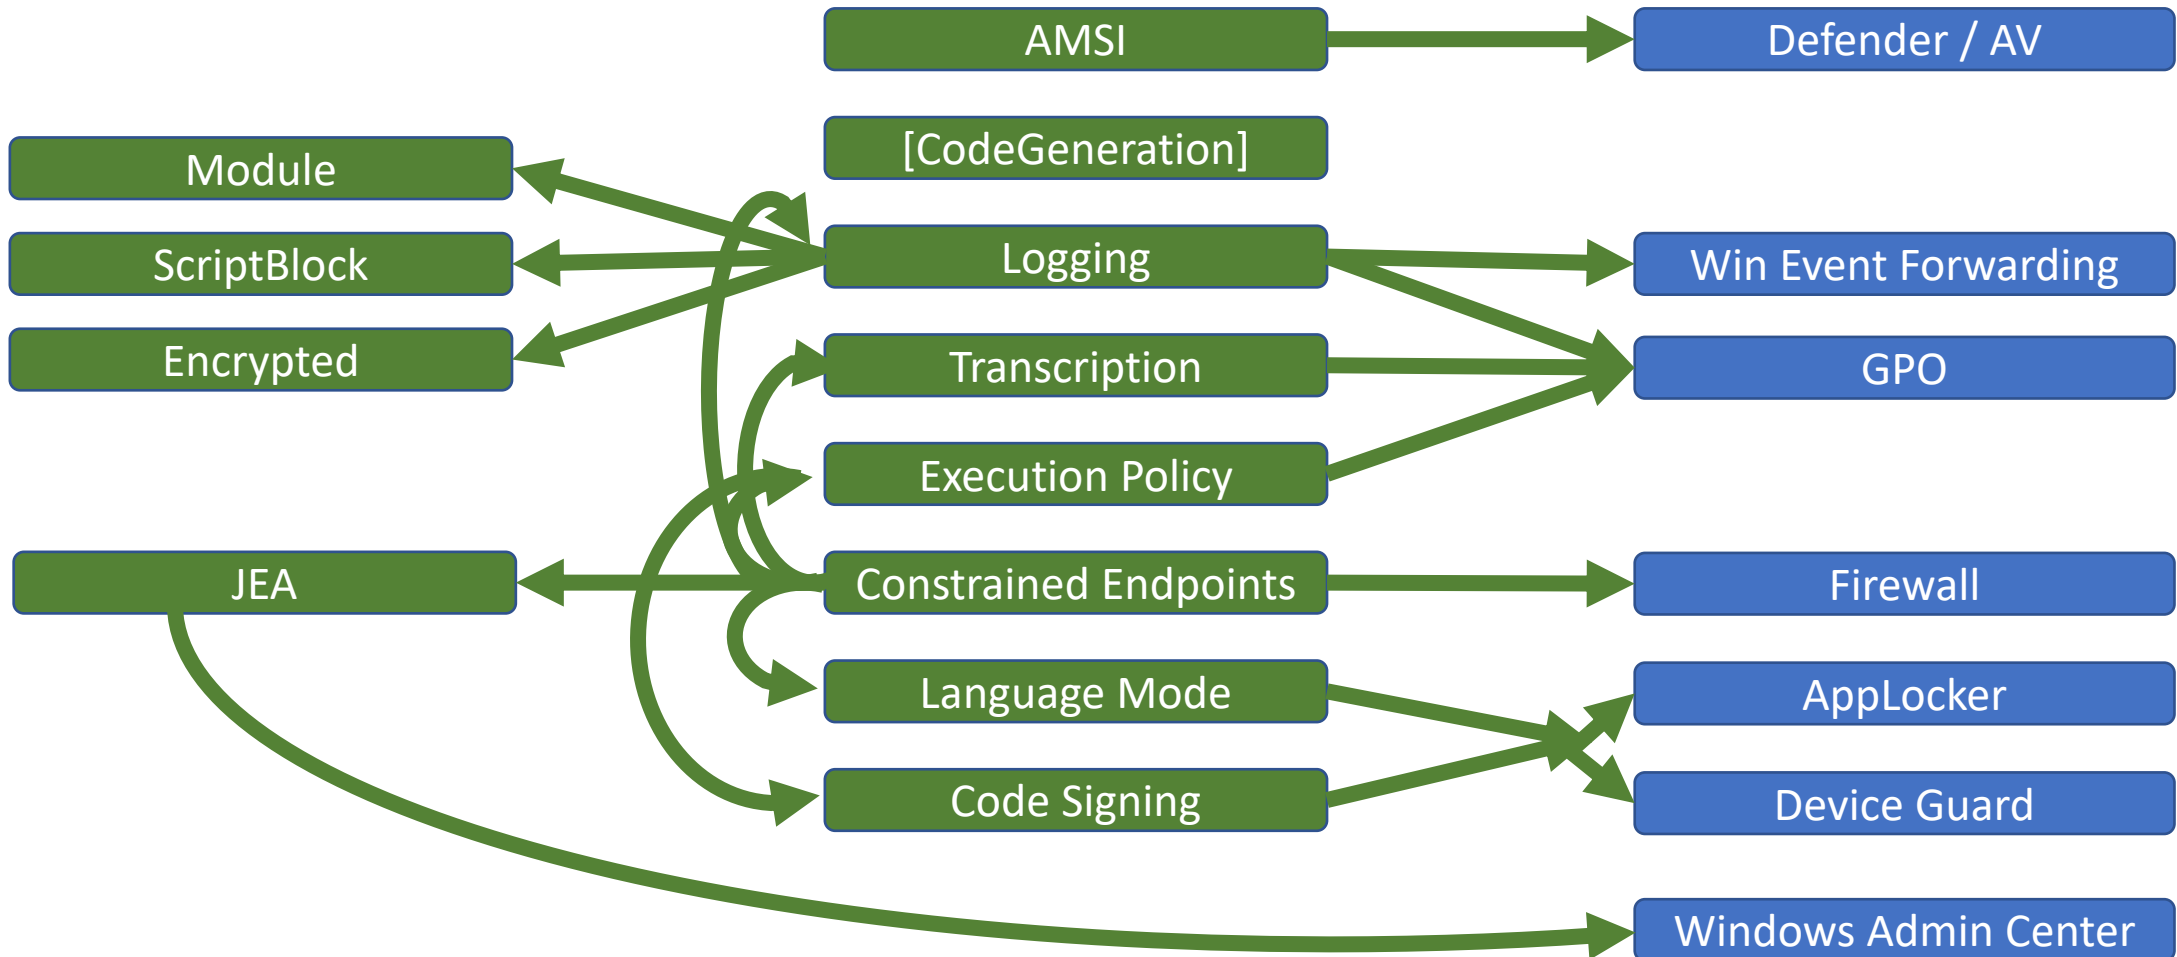 AMSI
Defender / AV
[CodeGeneration]
Module
Logging
ScriptBlock
Win Event Forwarding
Encrypted
Transcription
GPO
Execution Policy
JEA
Constrained Endpoints
Firewall
Language Mode
AppLocker
Code Signing
Device Guard
Windows Admin Center